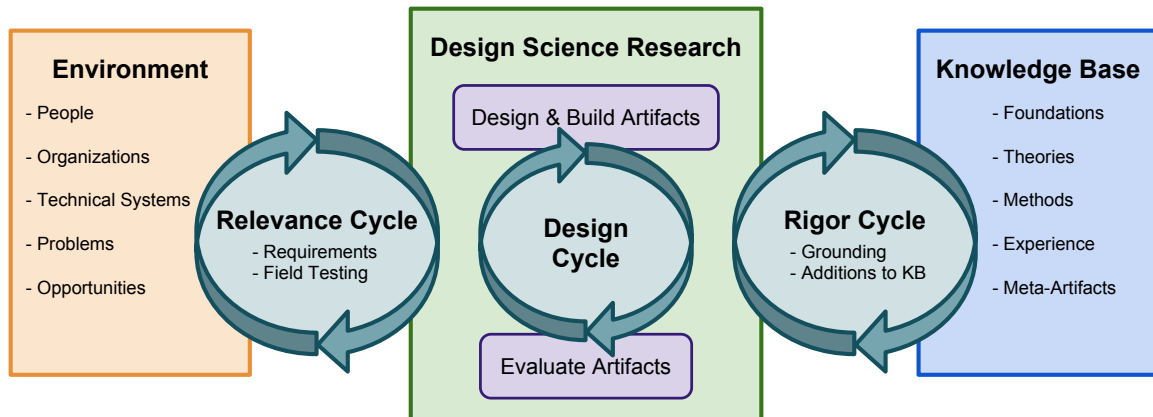 Environment
- People
- Organizations
- Technical Systems
- Problems
- Opportunities
Relevance Cycle
- Requirements
- Field Testing
Design Science Research
Design & Build Artifacts
Design
Cycle
Evaluate Artifacts
Rigor Cycle
- Grounding
- Additions to KB
Knowledge Base
- Foundations
- Theories
- Methods
- Experience
- Meta-Artifacts